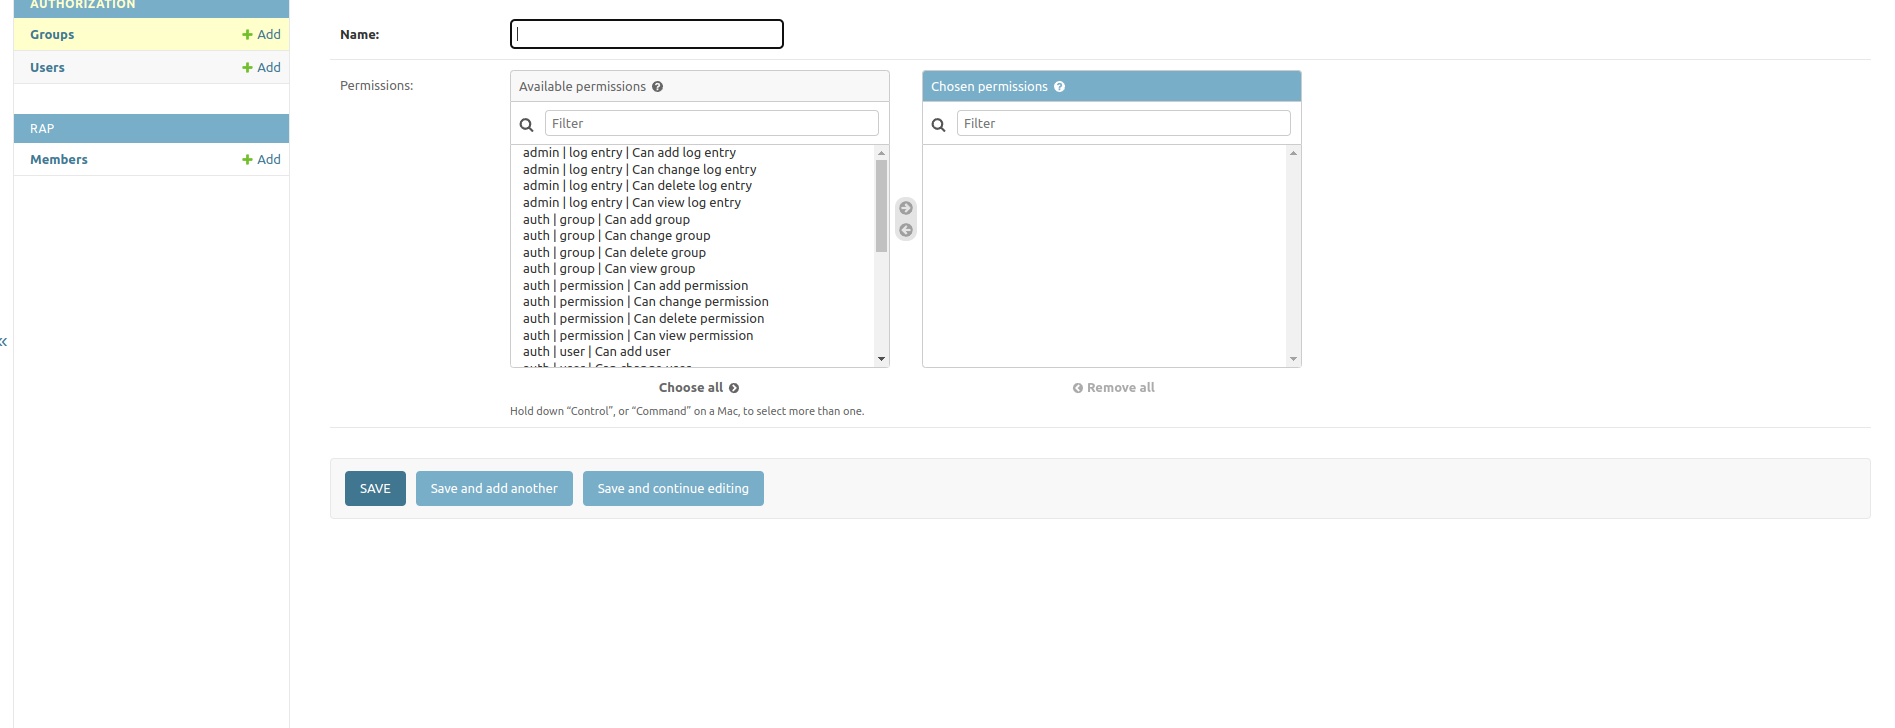 AUTHORIZATION
Groups
Add
Users
Add
RAP
Members
Add
«
Name:
Permissions:
Available permissions ?
Filter
admin | log entry | Can add log entry
admin | log entry | Can change log entry
admin | log entry | Can delete log entry
admin | log entry | Can view log entry
auth | group | Can add group
auth | group | Can change group
auth | group | Can delete group
auth | group | Can view group
auth | permission | Can add permission
auth | permission | Can change permission
auth | permission | Can delete permission
auth | permission | Can view permission
auth | user | Can add user
auth | user | Can change user
Choose all
Hold down “Control”, or “Command” on a Mac, to select more than one.
Chosen permissions ?
Filter
Remove all
SAVE
Save and add another
Save and continue editing